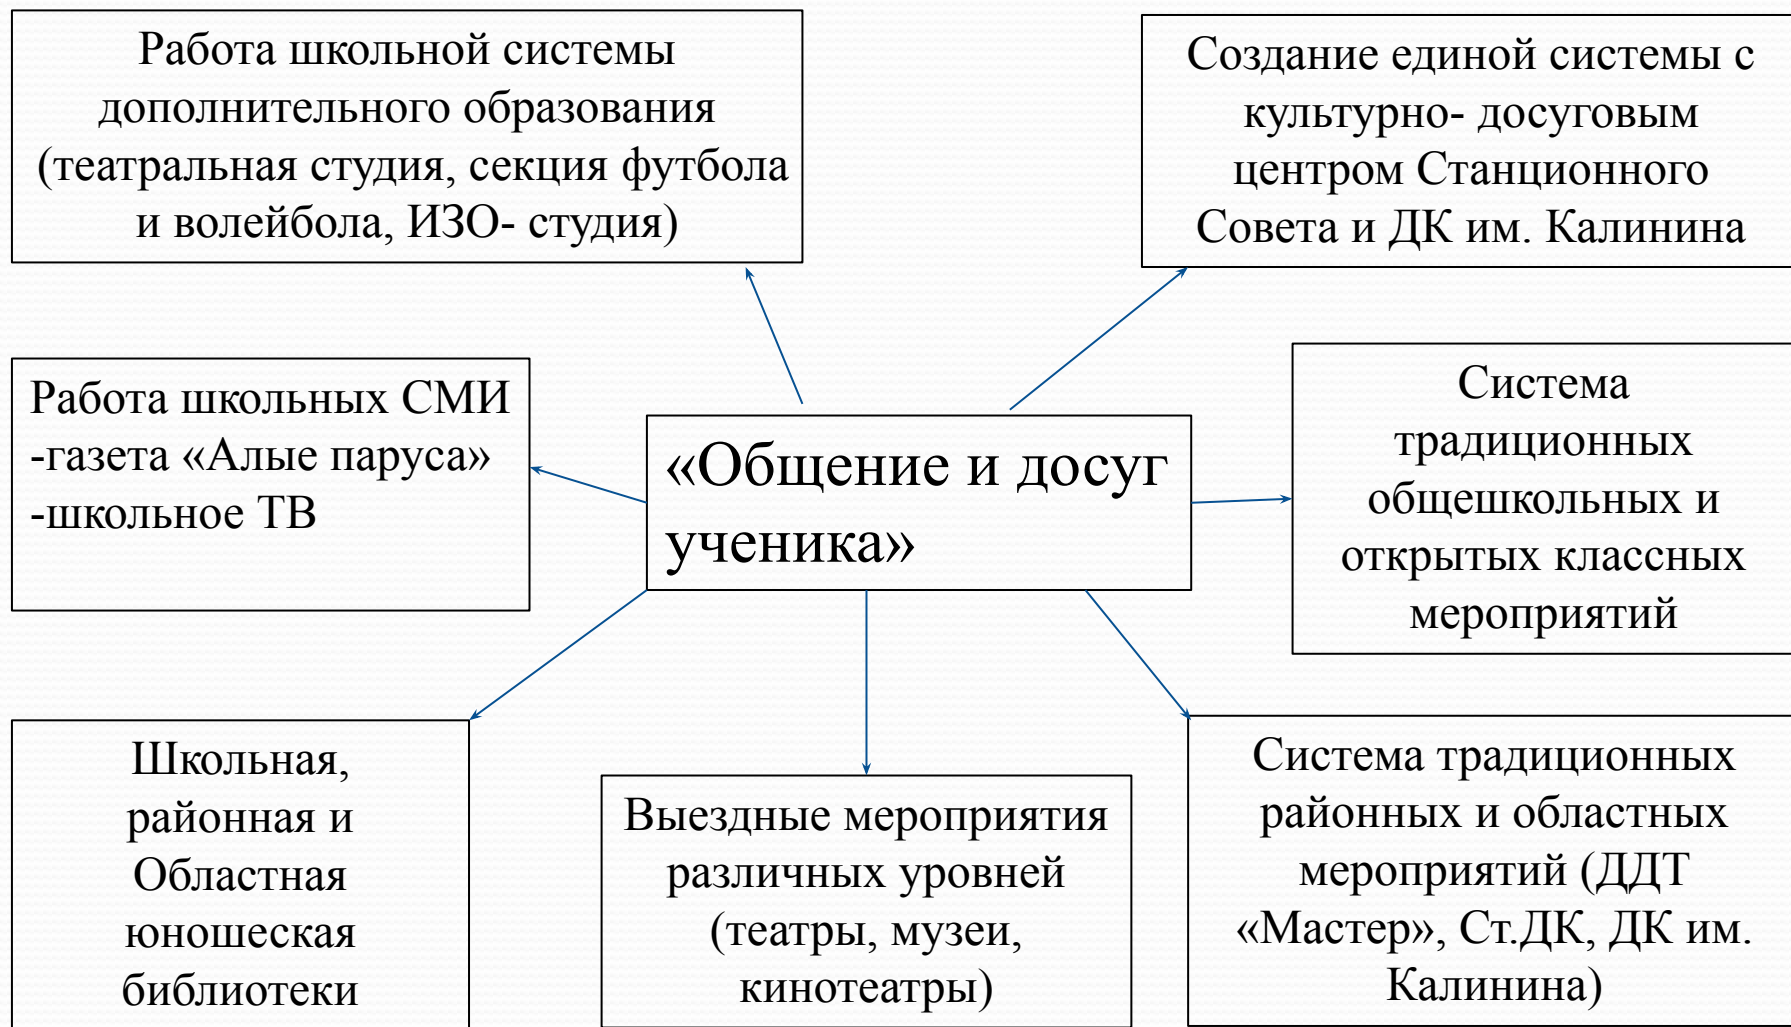 Работа школьной системы
дополнительного образования
(театральная студия, секция футбола
и волейбола, ИЗО- студия)
Создание единой системы с
культурно- досуговым
центром Станционного
Совета и ДК им. Калинина
Работа школьных СМИ
-газета «Алые паруса»
-школьное ТВ
«Общение и досуг
ученика»
Система
традиционных
общешкольных и
открытых классных
мероприятий
Школьная,
районная и
Областная
юношеская
библиотеки
Выездные мероприятия
различных уровней
(театры, музеи,
кинотеатры)
Система традиционных
районных и областных
мероприятий (ДДТ
«Мастер», Ст.ДК, ДК им.
Калинина)